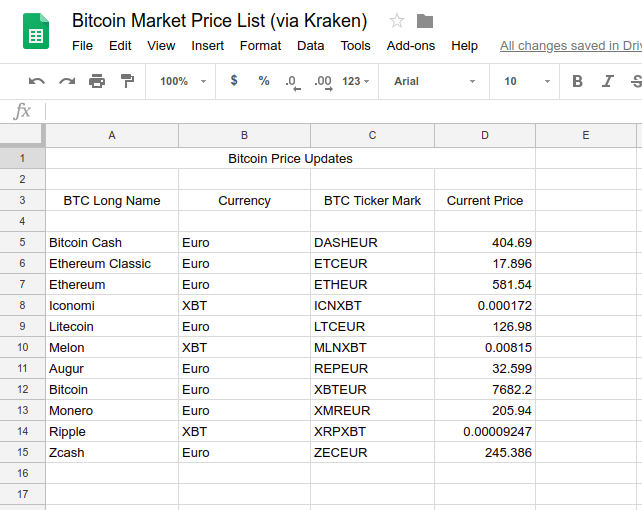 Bitcoin Market Price List (via Kraken)
File Edit View Insert Format Data Tools Add-ons Help All changes saved in
100% $ % .0 .00 123 Arial 10 B I S
fx
A B C D E
1 Bitcoin Price Updates
2
3 BTC Long Name Currency BTC Ticker Mark Current Price
4
5 Bitcoin Cash Euro DASHEUR 404.69
6 Ethereum Classic Euro ETCEUR 17.896
7 Ethereum Euro ETHEUR 581.54
8 Iconomi XBT ICNXBT 0.000172
9 Litecoin Euro LTCEUR 126.98
10 Melon XBT MLNXBT 0.00815
11 Augur Euro REPEUR 32.599
12 Bitcoin Euro XBTEUR 7682.2
13 Monero Euro XMREUR 205.94
14 Ripple XBT XRPXBT 0.00009247
15 Zcash Euro ZECEUR 245.386
16
17